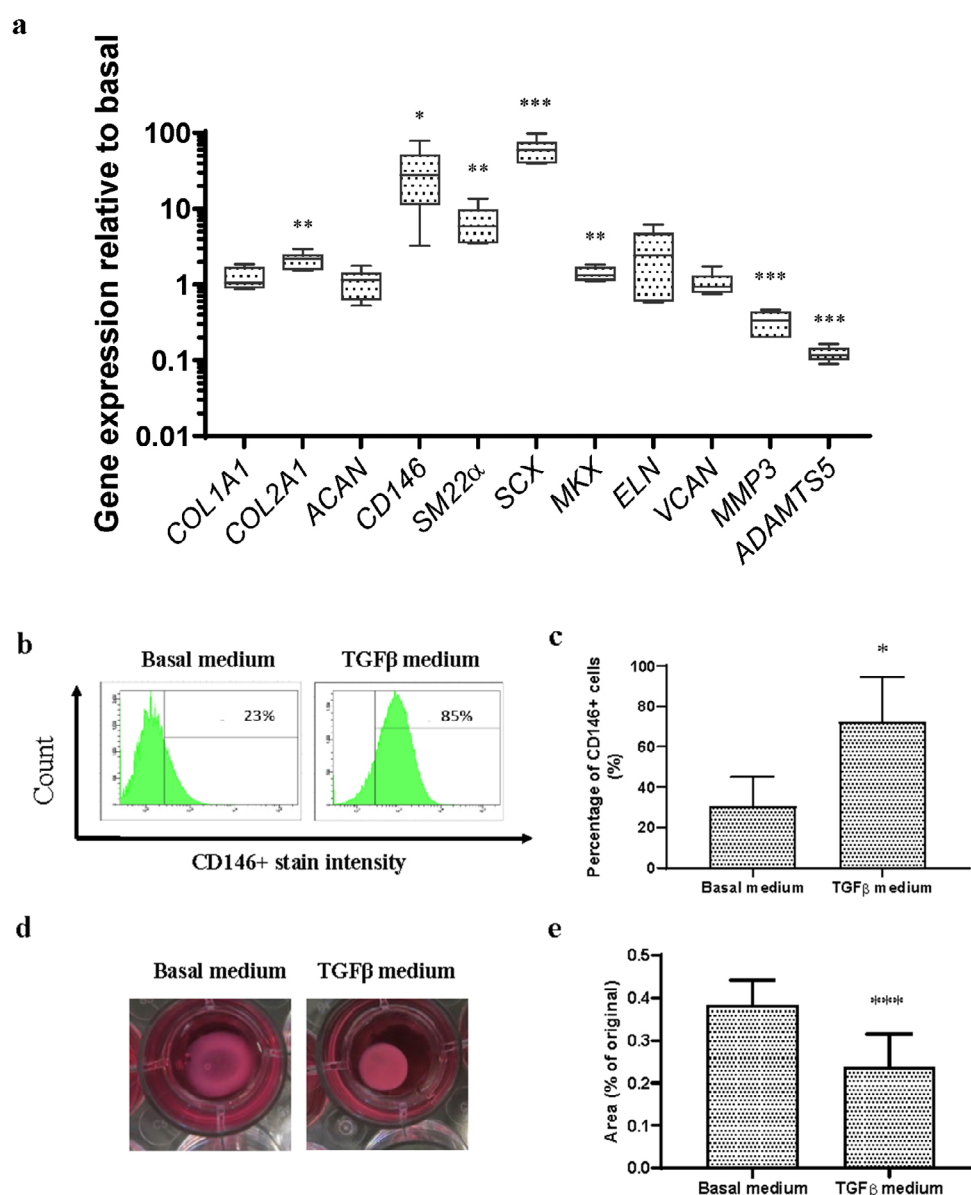 a
Gene expression relative to basal
100
10
1
0.1
0.01
*
**
***
**
**
***
***
COL1A1
COL2A1
ACAN
CD146
SM22α
SCX
MKX
ELN
VCAN
MMP3
ADAMTS5
b
Basal medium
TGFβ medium
23%
85%
Count
CD146+ stain intensity
c
Percentage of CD146+ cells
(%)
100
80
60
40
20
0
*
Basal medium
TGFβ medium
d
Basal medium
TGFβ medium
e
Area (% of original)
0.5
0.4
0.3
0.2
0.1
0.0
***
Basal medium
TGFβ medium